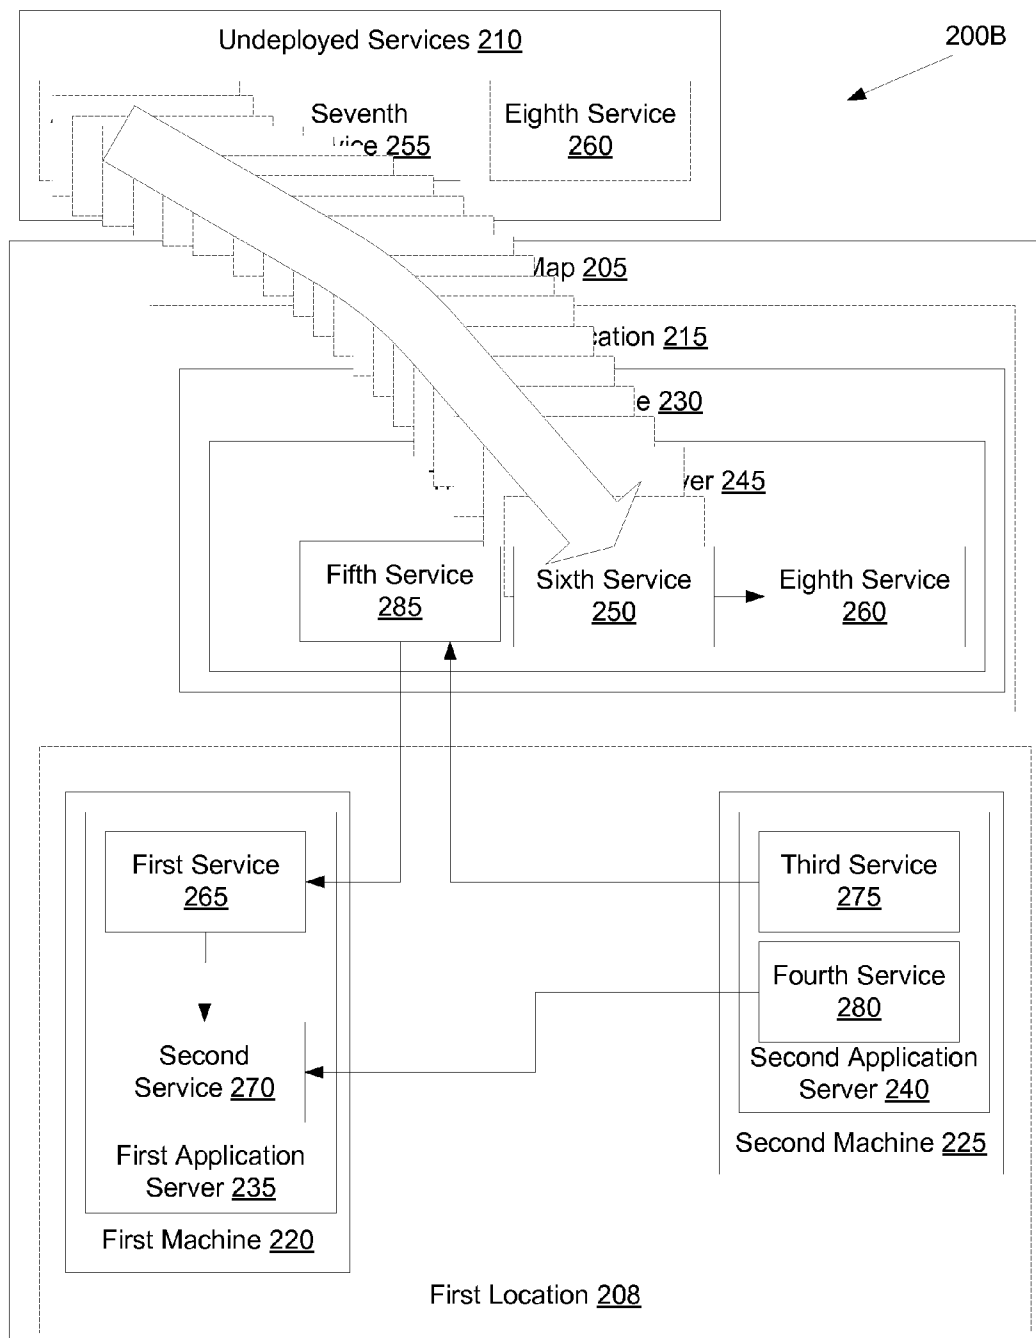 Undeployed Services 210
200B
Seventh
255
Eighth Service
260
Map 205
215
230
245
Fifth Service
285
Sixth Service
250
Eighth Service
260
First Service
265
Third Service
275
Fourth Service
280
Second
Service 270
Second Application
Server 240
Second Machine 225
First Application
Server 235
First Machine 220
First Location 208